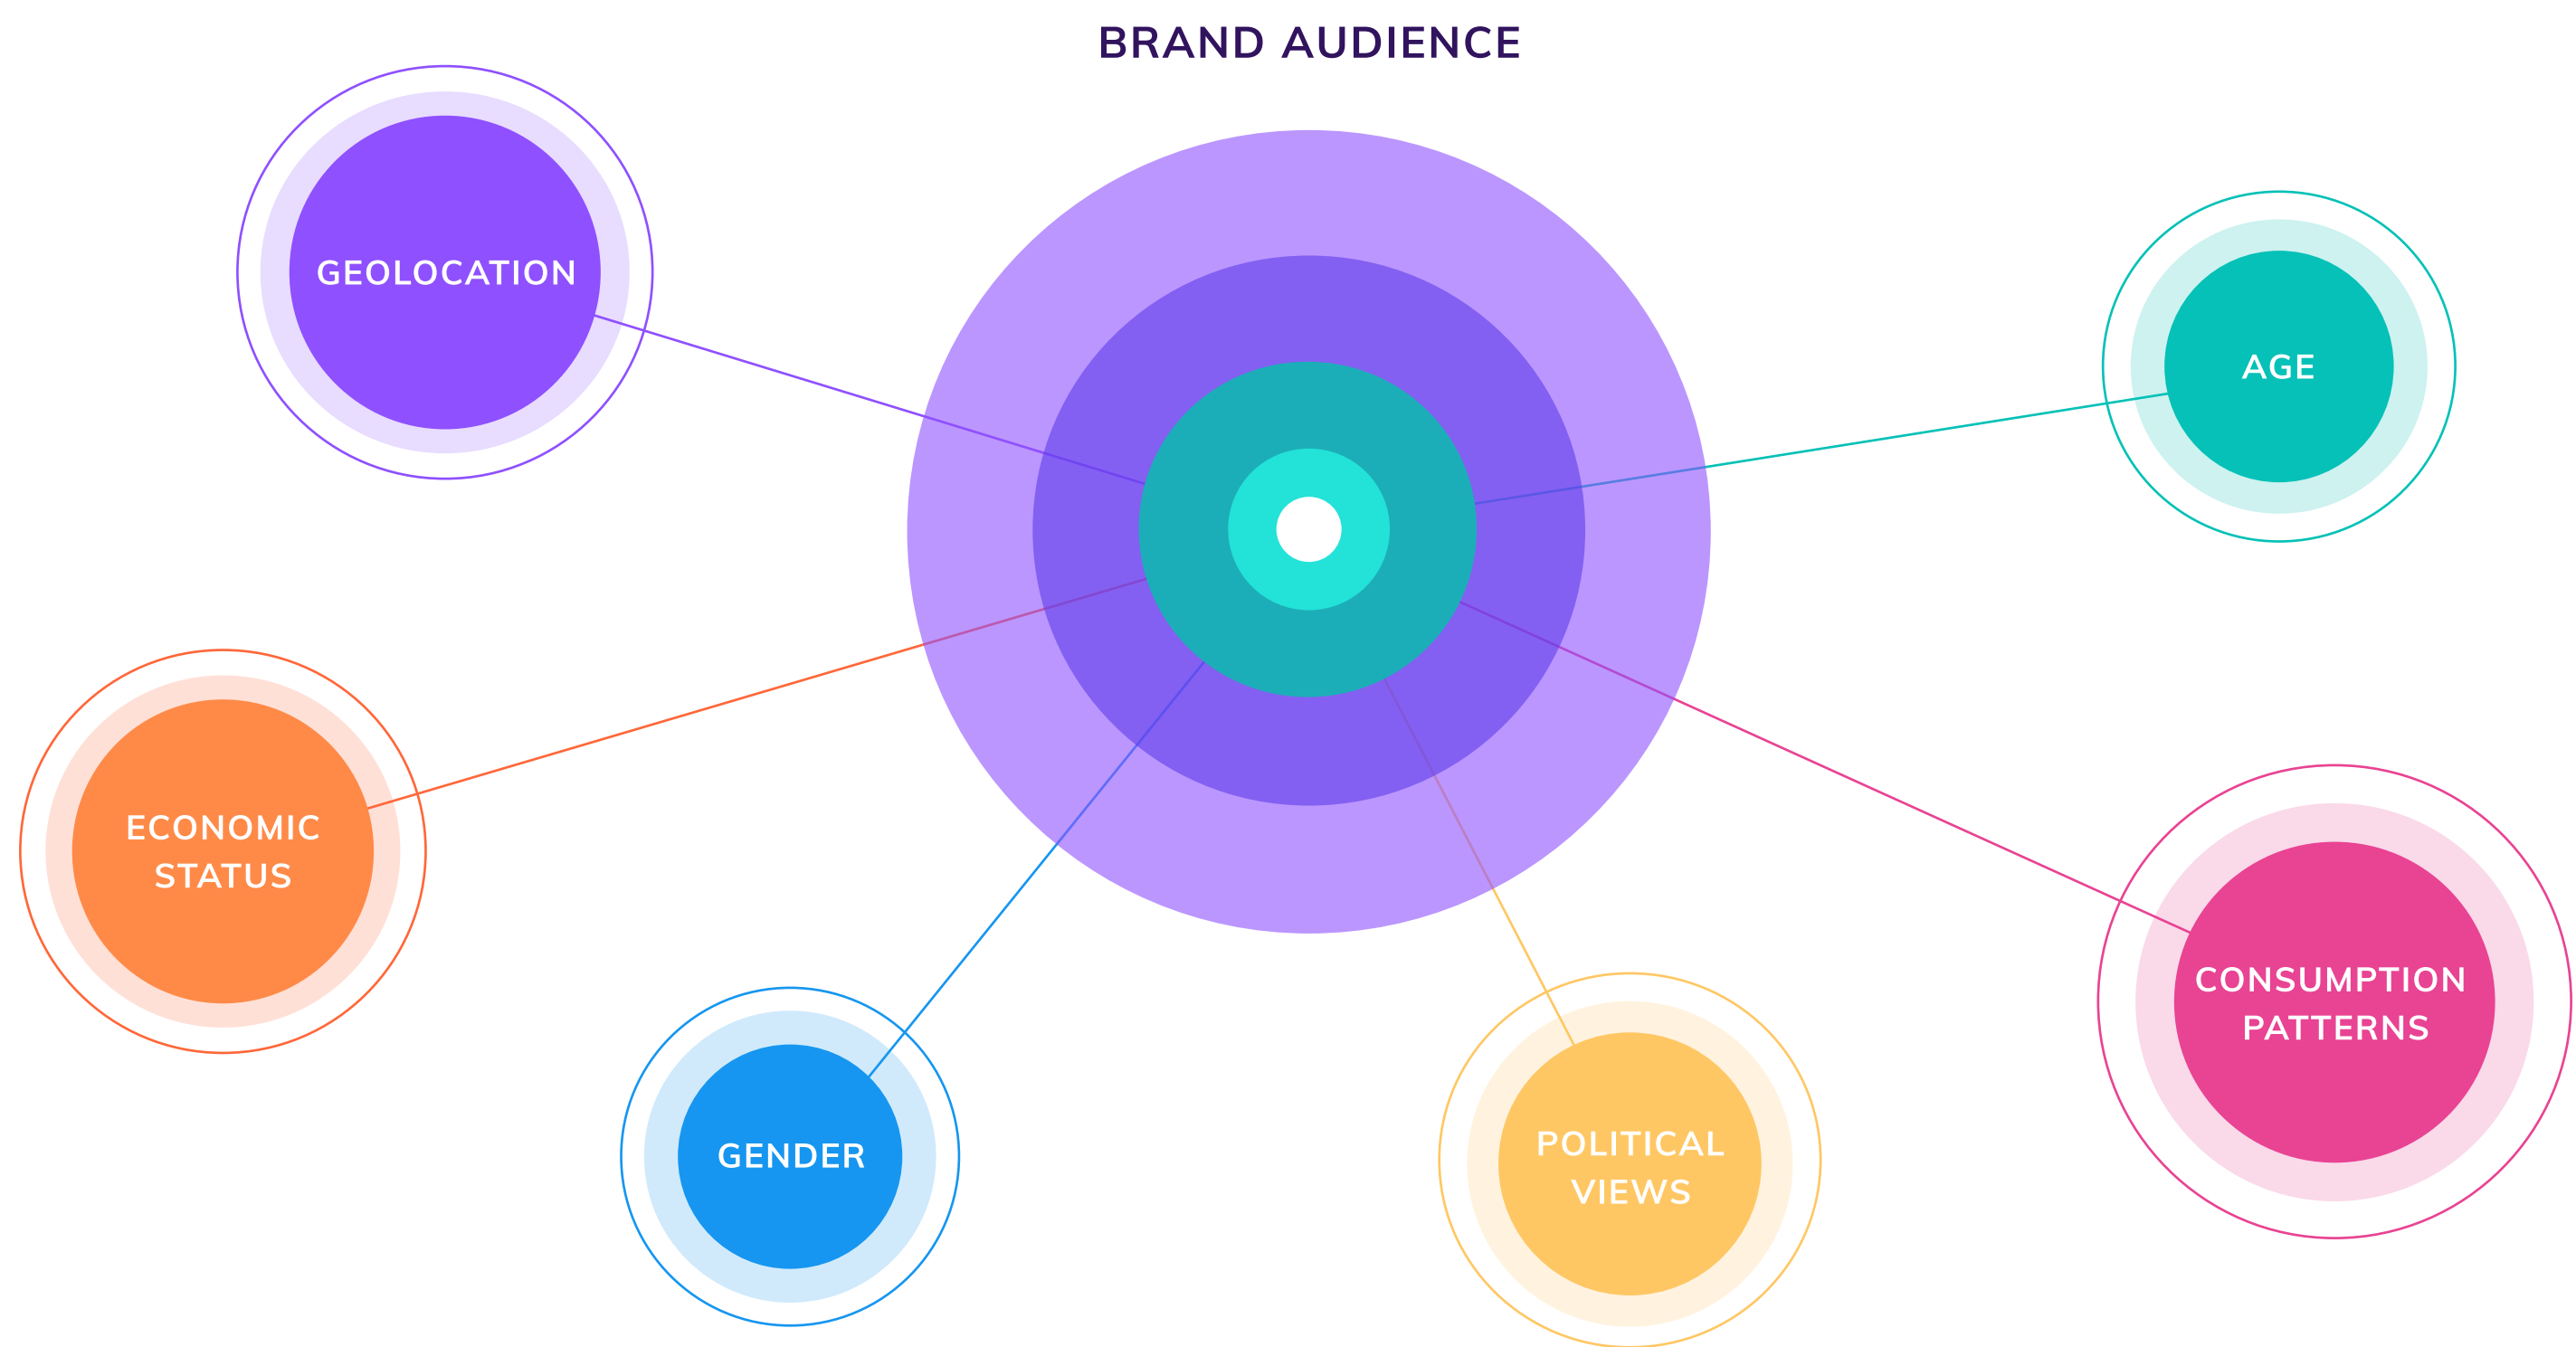 BRAND AUDIENCE
GEOLOCATION
AGE
ECONOMIC
STATUS
CONSUMPTION
PATTERNS
GENDER
POLITICAL
VIEWS